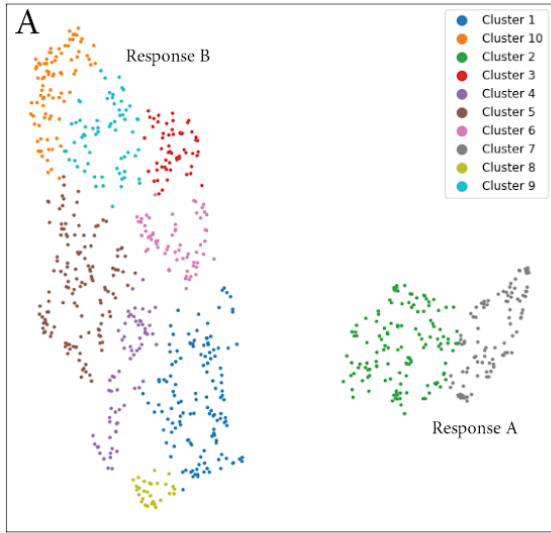 A
Response B
Cluster 1
Cluster 10
Cluster 2
Cluster 3
Cluster 4
Cluster 5
Cluster 6
Cluster 7
Cluster 8
Cluster 9
Response A